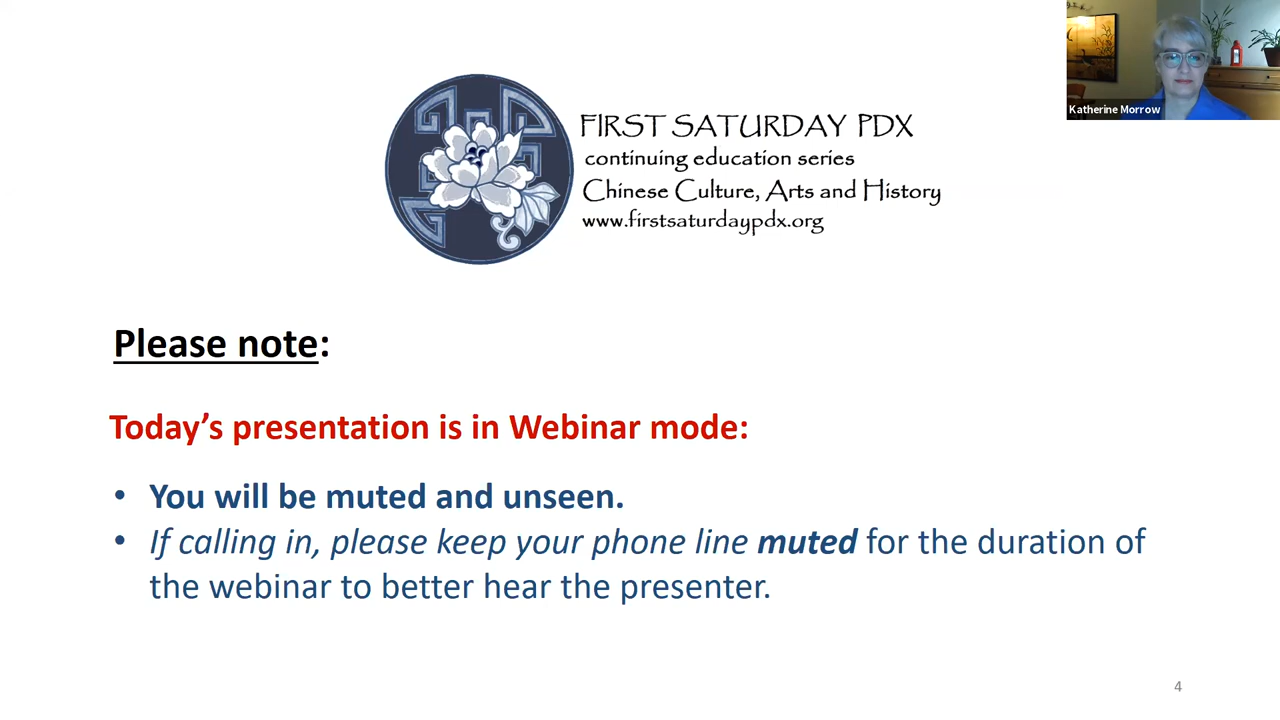 Katherine Morrow
FIRST SATURDAY PDX
continuing education series
Chinese Culture, Arts and History
www.firstsaturdaypdx.org
Please note:
Today’s presentation is in Webinar mode:
• You will be muted and unseen.
• If calling in, please keep your phone line muted for the duration of
the webinar to better hear the presenter.
4